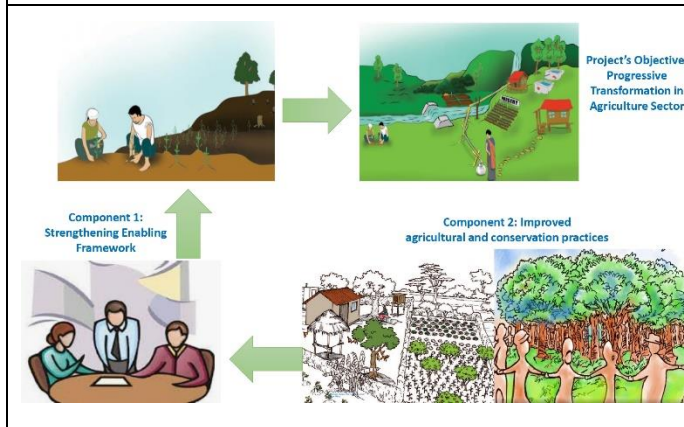 Project's Objective
Progressive
Transformation in
Agriculture Sector
Component 1:
Strengthening Enabling
Framework
Component 2: Improved
agricultural and conservation practices